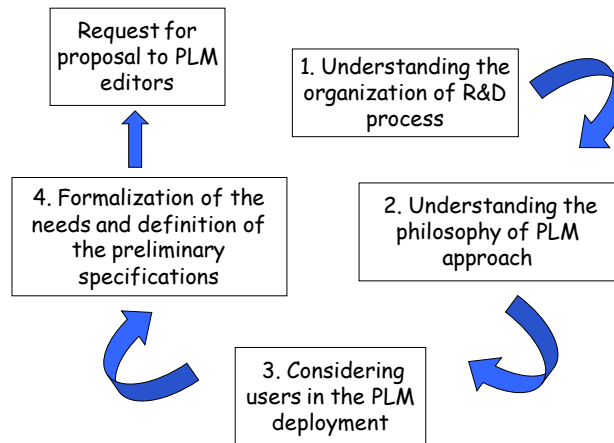 Request for
proposal to PLM
editors
1. Understanding the
organization of R&D
process
2. Understanding the
philosophy of PLM
approach
3. Considering
users in the PLM
deployment
4. Formalization of the
needs and definition of
the preliminary
specifications